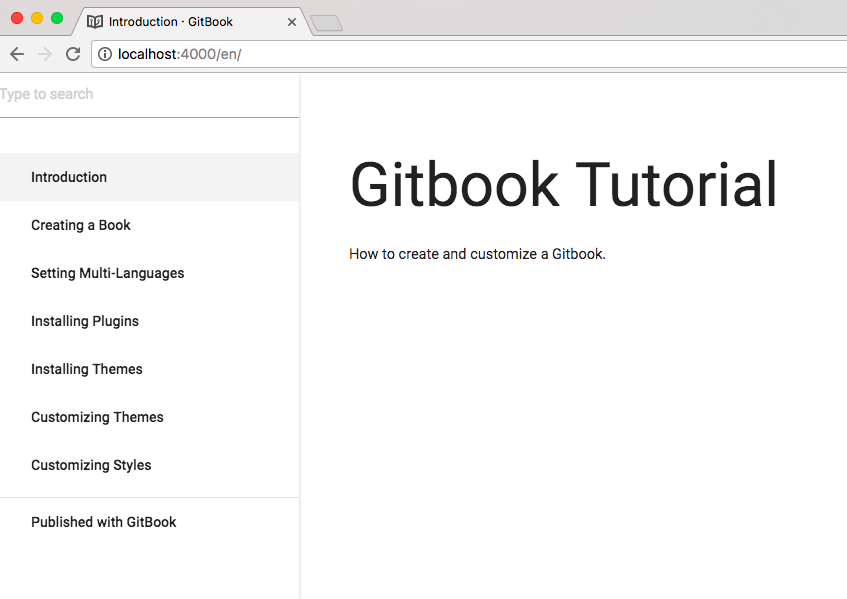 Introduction · GitBook
localhost:4000/en/
Type to search
Introduction
Creating a Book
Setting Multi-Languages
Installing Plugins
Installing Themes
Customizing Themes
Customizing Styles
Published with GitBook
Gitbook Tutorial
How to create and customize a Gitbook.